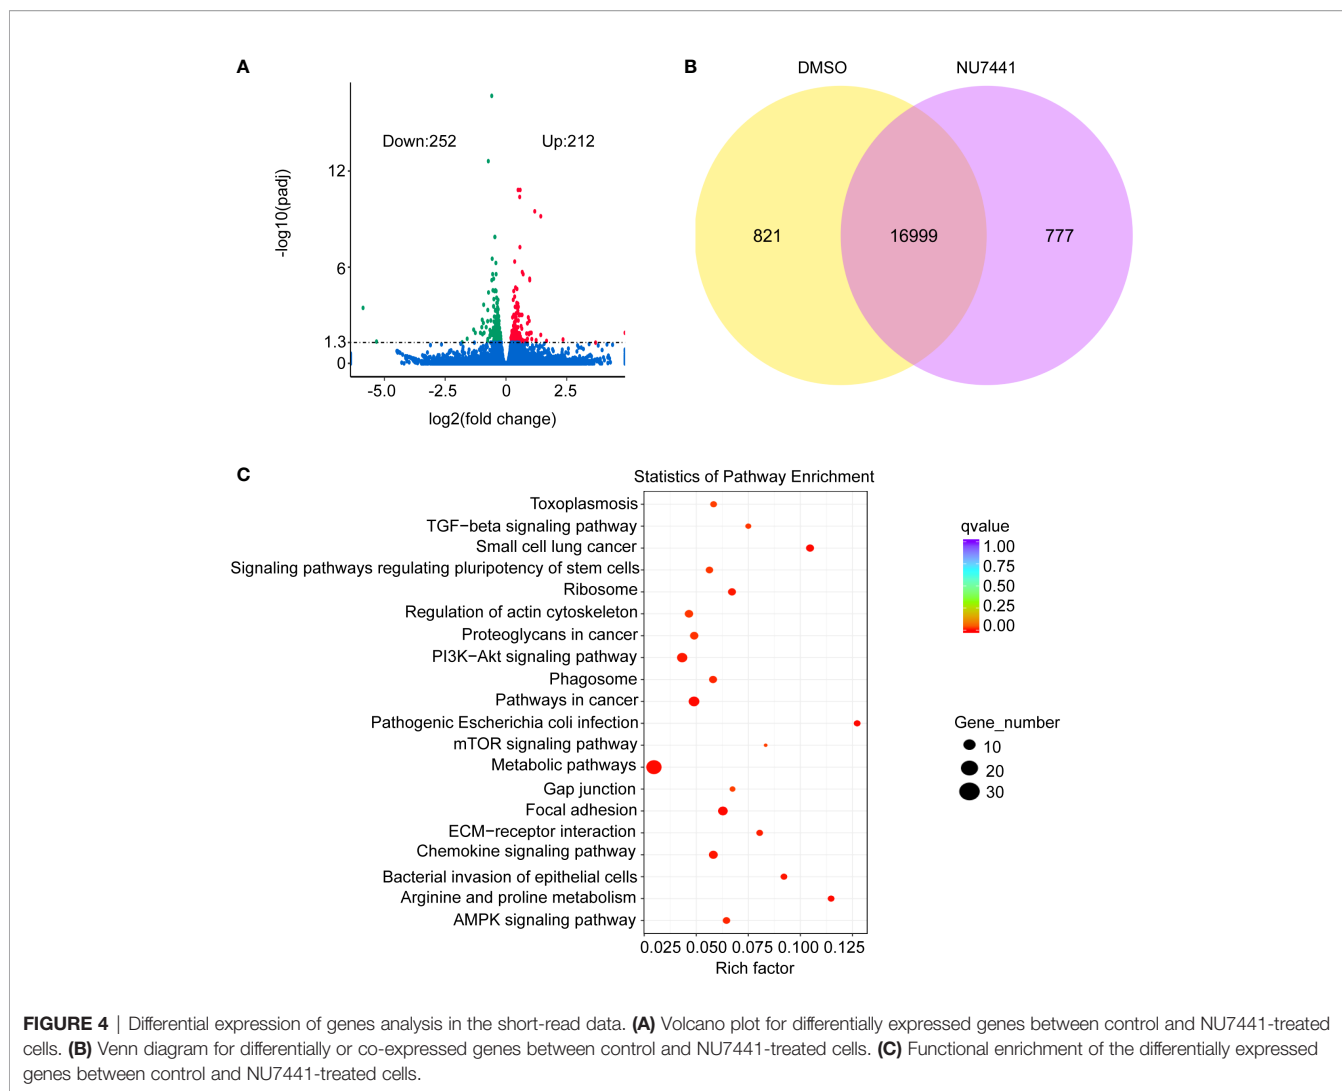 A
Down:252
Up:212
-log10(padj)
12
6
1.3
0
-5.0 -2.5 0 2.5
log2(fold change)
B
DMSO
NU7441
821
16999
777
C
Statistics of Pathway Enrichment
Toxoplasmosis
TGF−beta signaling pathway
Small cell lung cancer
Signaling pathways regulating pluripotency of stem cells
Ribosome
Regulation of actin cytoskeleton
Proteoglycans in cancer
PI3K−Akt signaling pathway
Phagosome
Pathways in cancer
Pathogenic Escherichia coli infection
mTOR signaling pathway
Metabolic pathways
Gap junction
Focal adhesion
ECM−receptor interaction
Chemokine signaling pathway
Bacterial invasion of epithelial cells
Arginine and proline metabolism
AMPK signaling pathway
0.025 0.050 0.075 0.100 0.125
Rich factor
qvalue
1.00
0.75
0.50
0.25
0.00
Gene_number
10
20
30
FIGURE 4 | Differential expression of genes analysis in the short-read data. (A) Volcano plot for differentially expressed genes between control and NU7441-treated
cells. (B) Venn diagram for differentially or co-expressed genes between control and NU7441-treated cells. (C) Functional enrichment of the differentially expressed
genes between control and NU7441-treated cells.